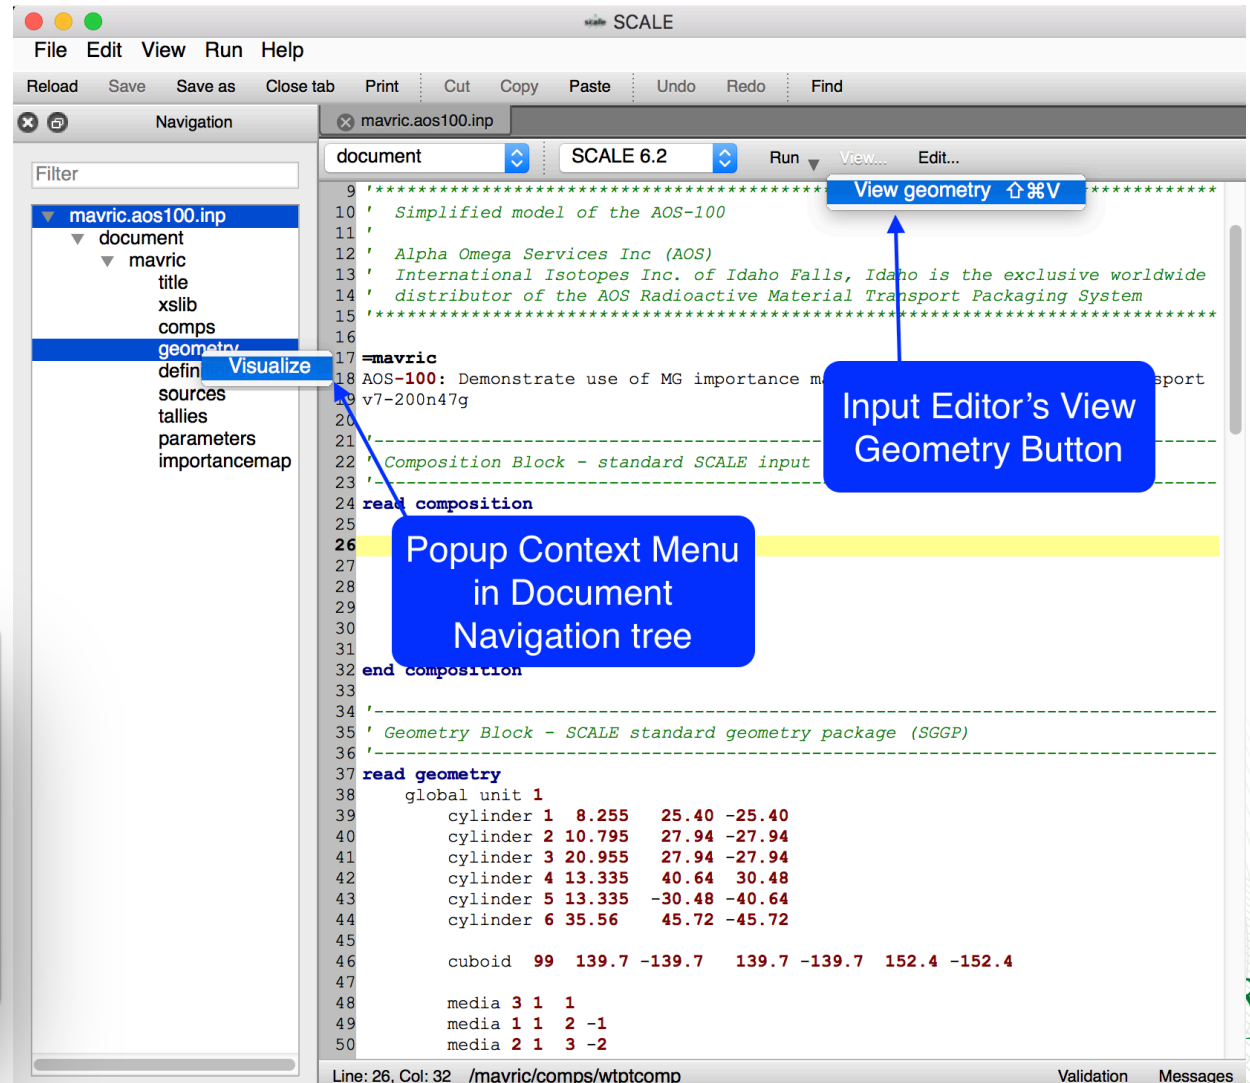 scale SCALE
File Edit View Run Help
Reload Save Save as Close tab Print Cut Copy Paste Undo Redo Find
Navigation
mavric.aos100.inp
document SCALE 6.2 Run View... Edit...
View geometry ⇧⌘V
Filter
mavric.aos100.inp
document
mavric
title
xslib
comps
geometry
defin
Visualize
sources
tallies
parameters
importancemap
9 '*******************************************************************************
10 ' Simplified model of the AOS-100
11 '
12 ' Alpha Omega Services Inc (AOS)
13 ' International Isotopes Inc. of Idaho Falls, Idaho is the exclusive worldwide
14 ' distributor of the AOS Radioactive Material Transport Packaging System
15 '*******************************************************************************
16
17 =mavric
18 AOS-100: Demonstrate use of MG importance ma sport
19 v7-200n47g
20
21 '-------------------------------------------------------------------------------
22 ' Composition Block - standard SCALE input
23 '-------------------------------------------------------------------------------
24 read composition
25
26
27
28
29
30
31
32 end composition
33
34 '-------------------------------------------------------------------------------
35 ' Geometry Block - SCALE standard geometry package (SGGP)
36 '-------------------------------------------------------------------------------
37 read geometry
38 global unit 1
39 cylinder 1 8.255 25.40 -25.40
40 cylinder 2 10.795 27.94 -27.94
41 cylinder 3 20.955 27.94 -27.94
42 cylinder 4 13.335 40.64 30.48
43 cylinder 5 13.335 -30.48 -40.64
44 cylinder 6 35.56 45.72 -45.72
45
46 cuboid 99 139.7 -139.7 139.7 -139.7 152.4 -152.4
47
48 media 3 1 1
49 media 1 1 2 -1
50 media 2 1 3 -2
Input Editor’s View
Geometry Button
Popup Context Menu
in Document
Navigation tree
Line: 26, Col: 32 /mavric/comps/wtptcomp Validation Messages